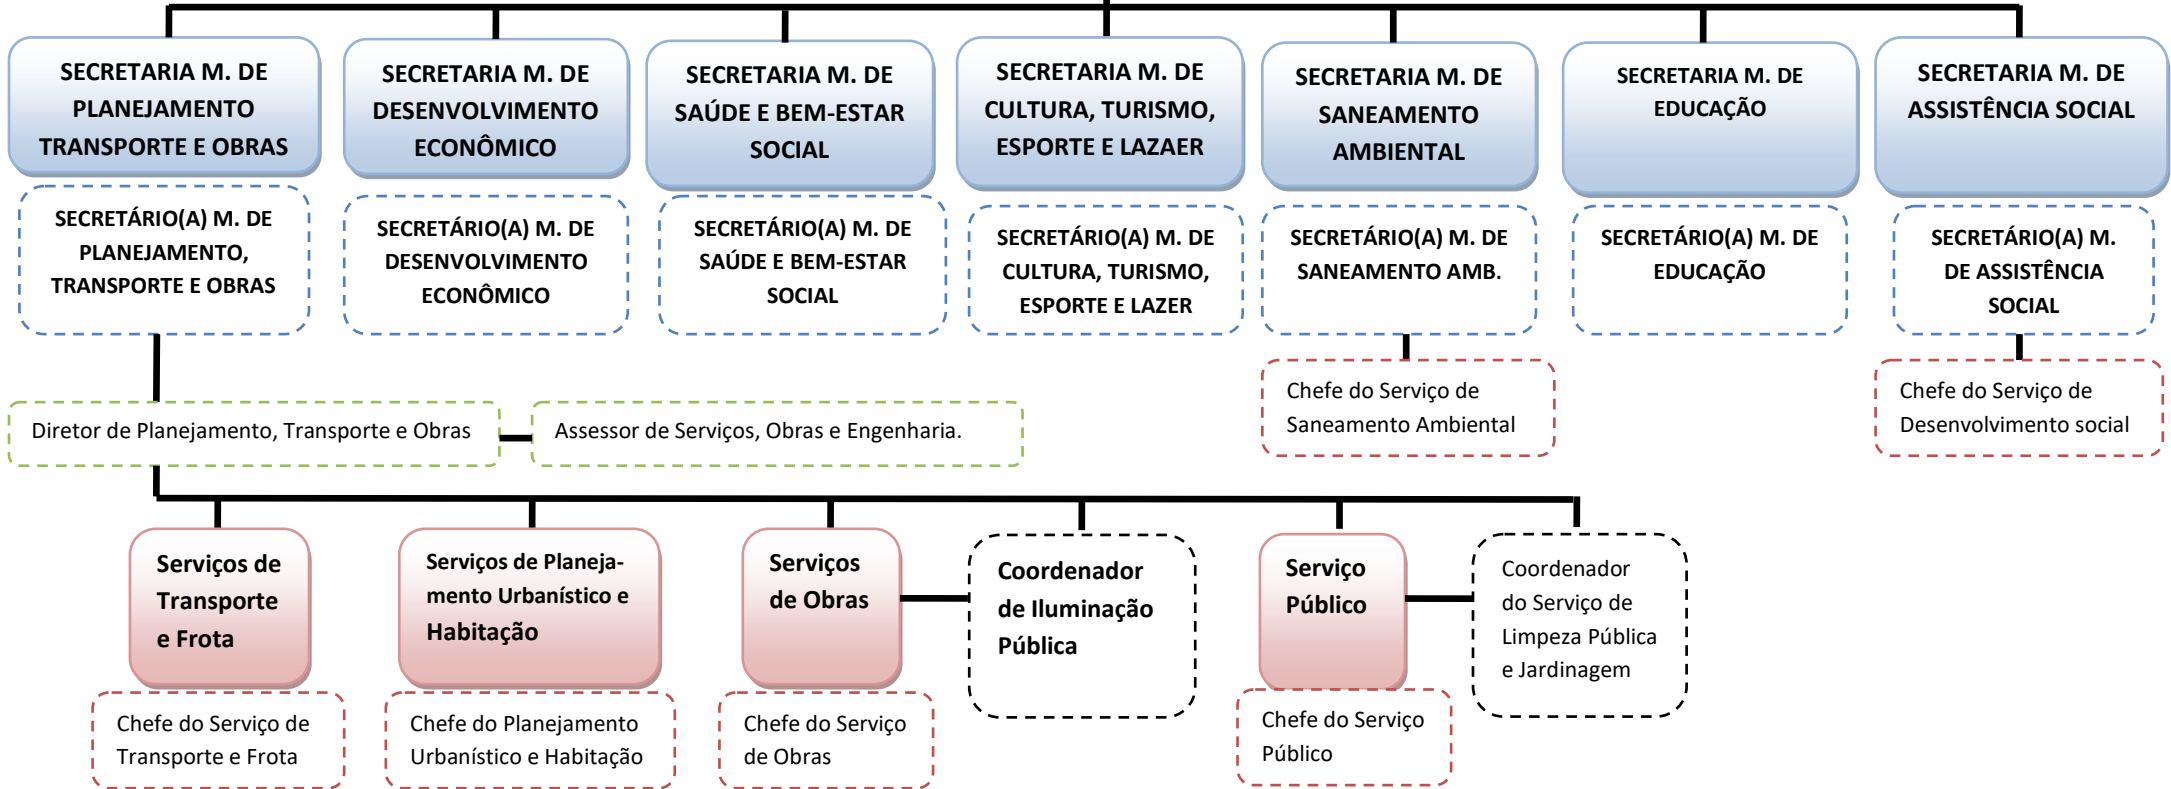 SECRETARIA M. DE
PLANEJAMENTO
TRANSPORTE E OBRAS
SECRETARIA M. DE
DESENVOLVIMENTO
ECONÔMICO
SECRETARIA M. DE
SAÚDE E BEM-ESTAR
SOCIAL
SECRETARIA M. DE
CULTURA, TURISMO,
ESPORTE E LAZAER
SECRETARIA M. DE
SANEAMENTO
AMBIENTAL
SECRETARIA M. DE
EDUCAÇÃO
SECRETARIA M. DE
ASSISTÊNCIA SOCIAL
SECRETÁRIO(A) M. DE
PLANEJAMENTO,
TRANSPORTE E OBRAS
SECRETÁRIO(A) M. DE
DESENVOLVIMENTO
ECONÔMICO
SECRETÁRIO(A) M. DE
SAÚDE E BEM-ESTAR
SOCIAL
SECRETÁRIO(A) M. DE
CULTURA, TURISMO,
ESPORTE E LAZER
SECRETÁRIO(A) M. DE
SANEAMENTO AMB.
SECRETÁRIO(A) M. DE
EDUCAÇÃO
SECRETÁRIO(A) M.
DE ASSISTÊNCIA
SOCIAL
Chefe do Serviço de
Saneamento Ambiental
Chefe do Serviço de
Desenvolvimento social
Diretor de Planejamento, Transporte e Obras
Assessor de Serviços, Obras e Engenharia.
Serviços de
Transporte
e Frota
Serviços de Planeja-
mento Urbanístico e
Habitação
Serviços
de Obras
Coordenador
de Iluminação
Pública
Serviço
Público
Coordenador
do Serviço de
Limpeza Pública
e Jardinagem
Chefe do Serviço de
Transporte e Frota
Chefe do Planejamento
Urbanístico e Habitação
Chefe do Serviço
de Obras
Chefe do Serviço
Público